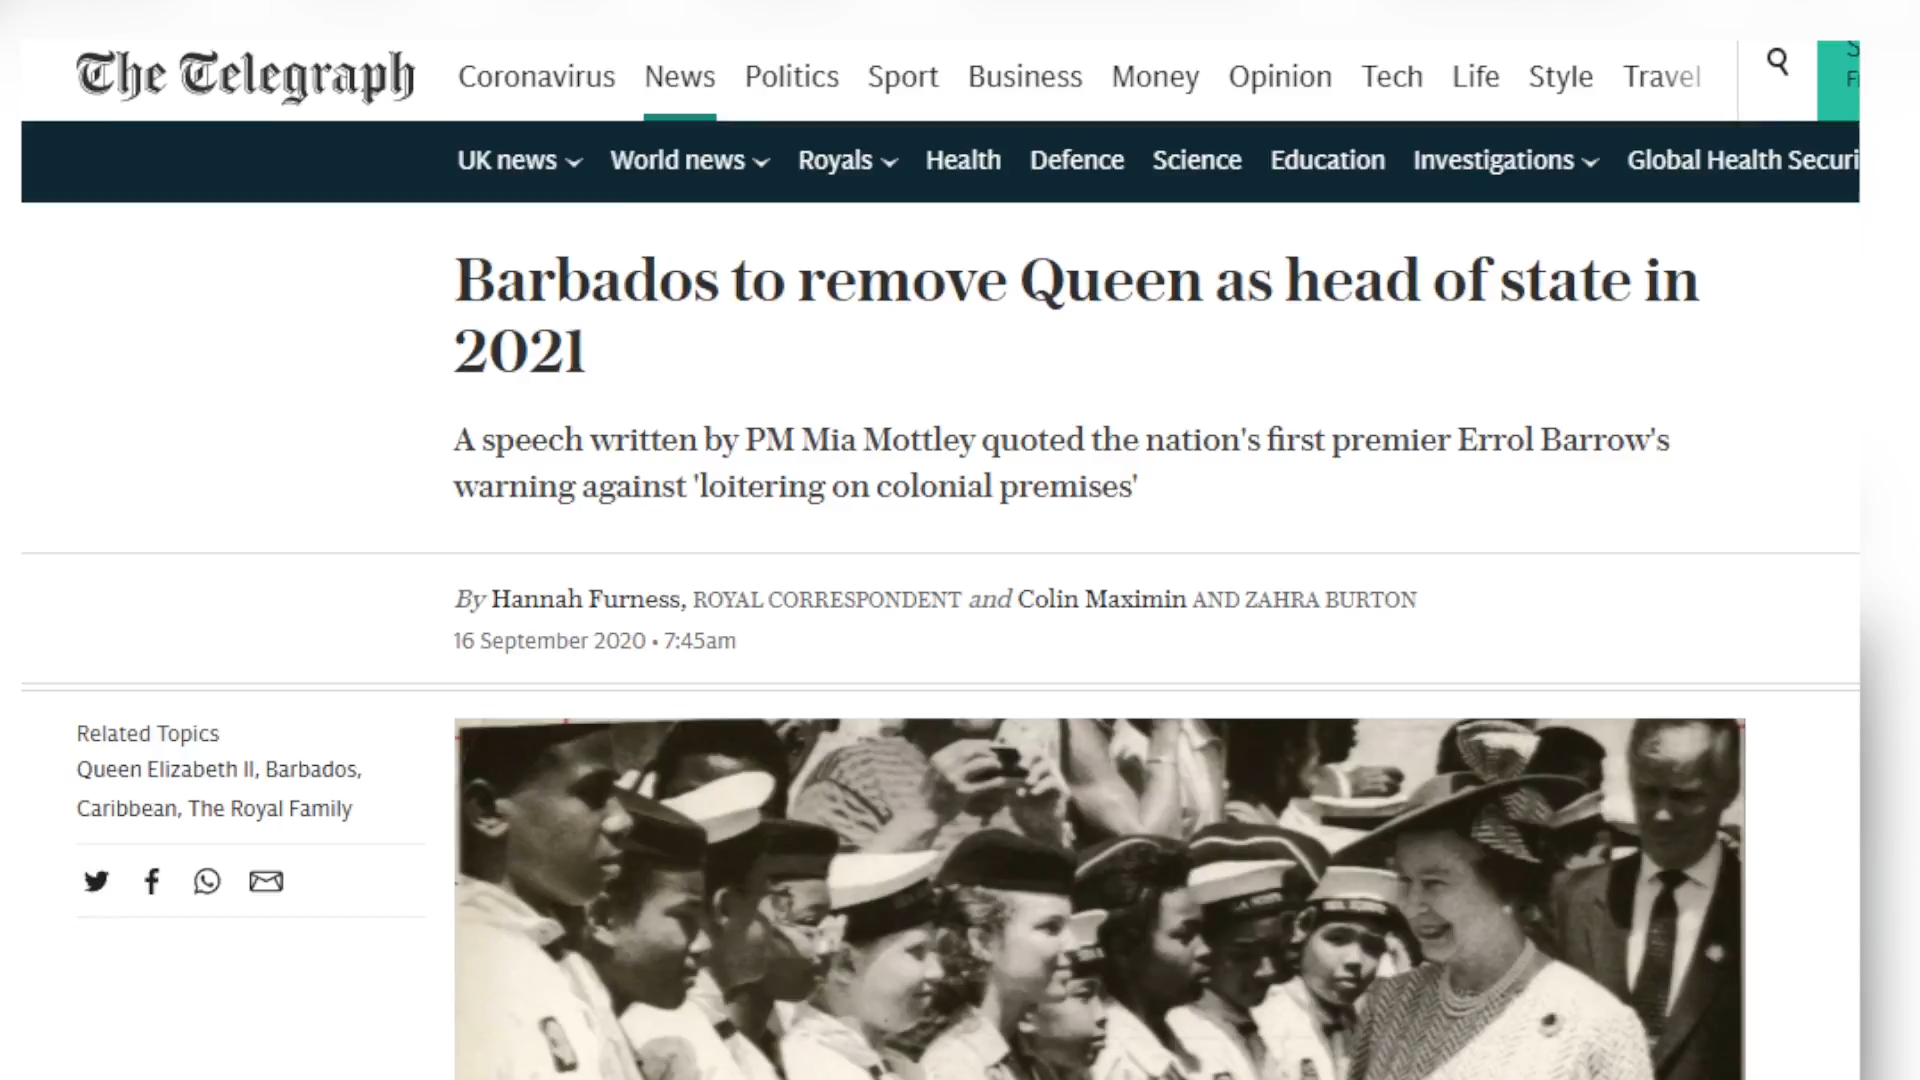 The Telegraph
Coronavirus News Politics Sport Business Money Opinion Tech Life Style Travel
UK news World news Royals Health Defence Science Education Investigations Global Health Securi
Barbados to remove Queen as head of state in
2021
A speech written by PM Mia Mottley quoted the nation's first premier Errol Barrow's
warning against 'loitering on colonial premises'
By Hannah Furness, ROYAL CORRESPONDENT and Colin Maximin AND ZAHRA BURTON
16 September 2020 • 7:45am
Related Topics
Queen Elizabeth II, Barbados,
Caribbean, The Royal Family